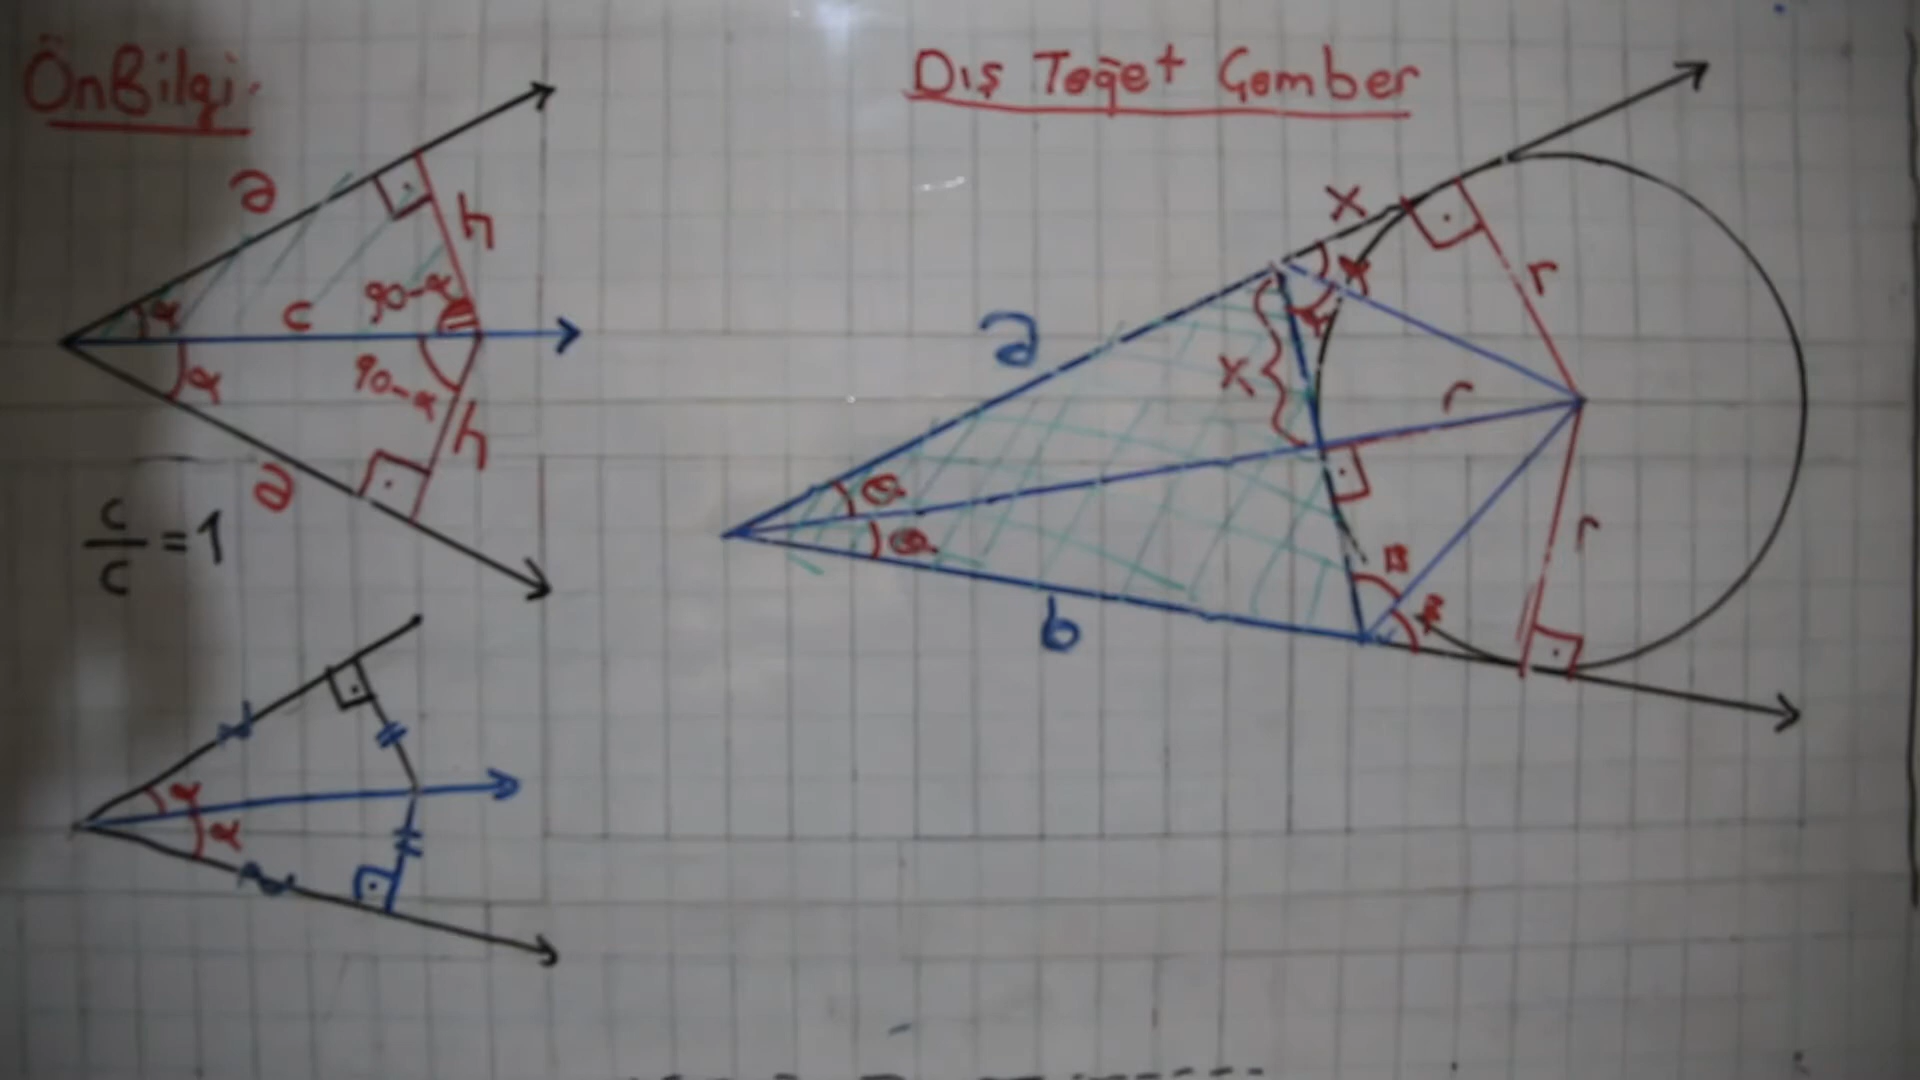 ÖnBilgi.
a
h
α
c
90-α
α
90-α
h
a
c/c = 1
α
α
Dış Teğet Çember
x
r
α
α
a
x
r
θ
θ
r
B
B
b